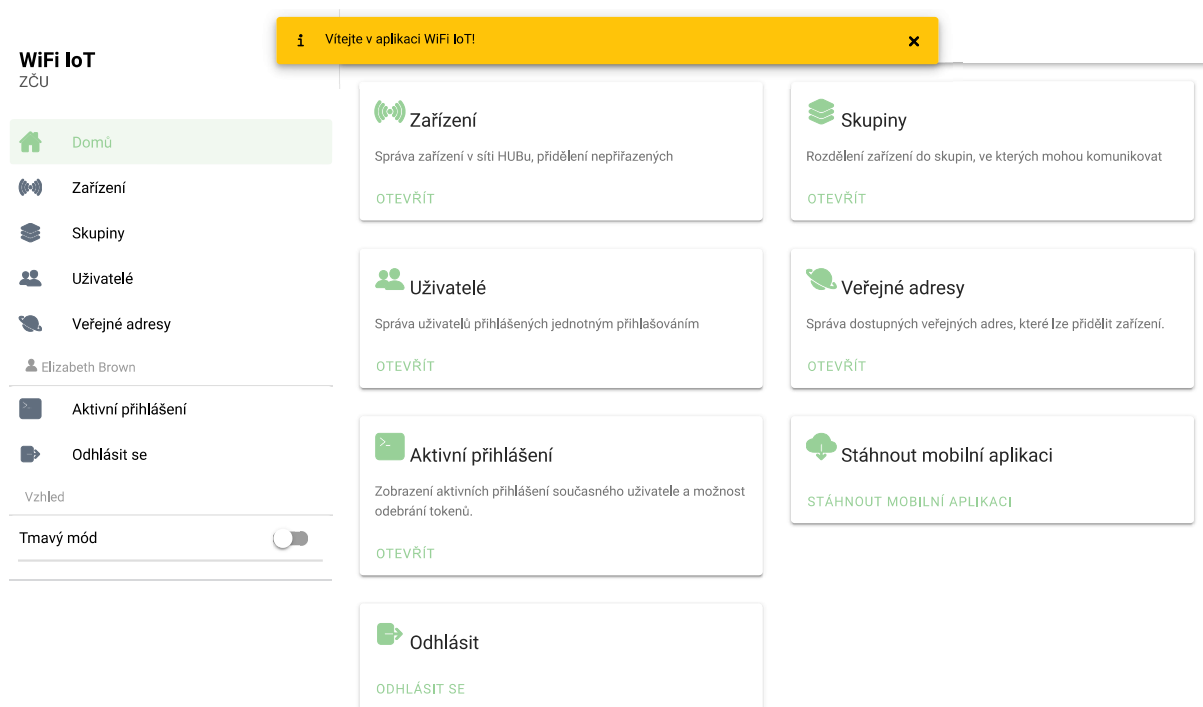 Vítejte v aplikaci WiFi IoT!
WiFi IoT
ZČU
Domů
Zařízení
Skupiny
Uživatelé
Veřejné adresy
Elizabeth Brown
Aktivní přihlášení
Odhlásit se
Vzhled
Tmavý mód
Zařízení
Správa zařízení v síti HUBu, přidělení nepřiřazených
OTEVŘÍT
Skupiny
Rozdělení zařízení do skupin, ve kterých mohou komunikovat
OTEVŘÍT
Uživatelé
Správa uživatelů přihlášených jednotným přihlašováním
OTEVŘÍT
Veřejné adresy
Správa dostupných veřejných adres, které lze přidělit zařízení.
OTEVŘÍT
Aktivní přihlášení
Zobrazení aktivních přihlášení současného uživatele a možnost
odebrání tokenů.
OTEVŘÍT
Stáhnout mobilní aplikaci
STÁHNOUT MOBILNÍ APLIKACI
Odhlásit
ODHLÁSIT SE